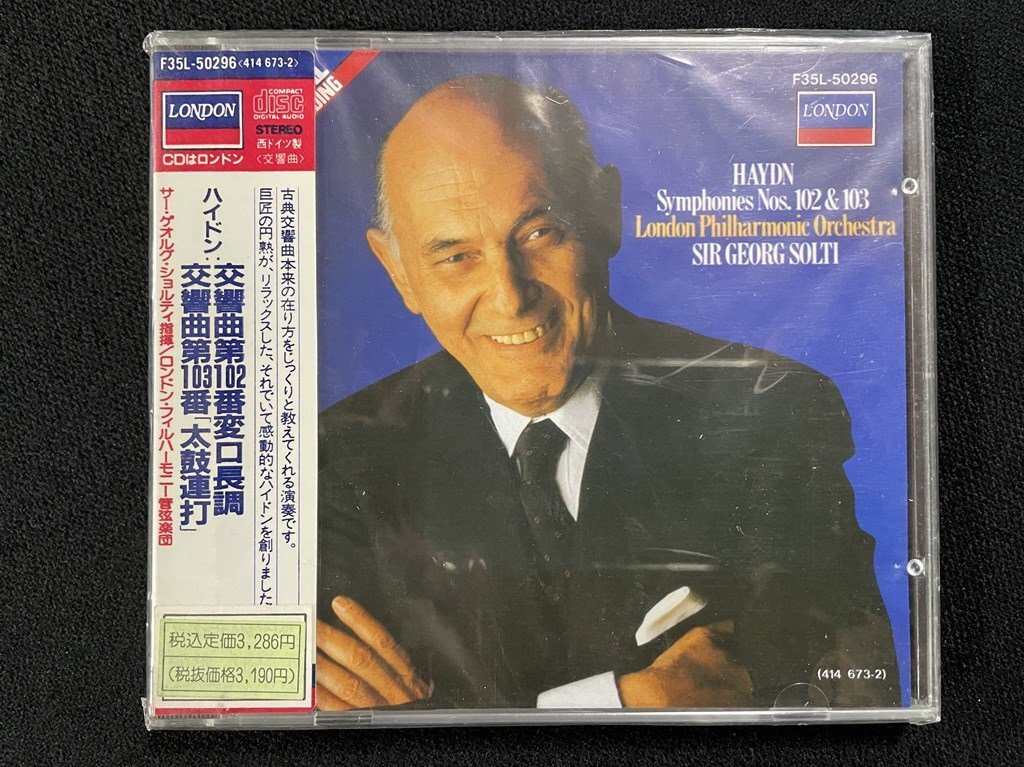 F35L-50296<414 673-2>
LONDON
COMPACT
disc
DIGITAL AUDIO
STEREO
西ドイツ製
CDはロンドン
〈交響曲〉
古典交響曲本来の在り方をじっくりと教えてくれる演奏です。
巨匠の円熟が、リラックスした、それでいて感動的なハイドンを創りました
ハイドン:
交響曲第102番変ロ長調
交響曲第103番「太鼓連打」
サー・ゲオルグ・ショルティ指揮/ロンドン・フィルハーモニー管弦楽団
税込定価3,286円
(税抜価格3,190円)
F35L-50296
LONDON
HAYDN
Symphonies Nos. 102 & 103
London Philharmonic Orchestra
SIR GEORG SOLTI
(414 673-2)